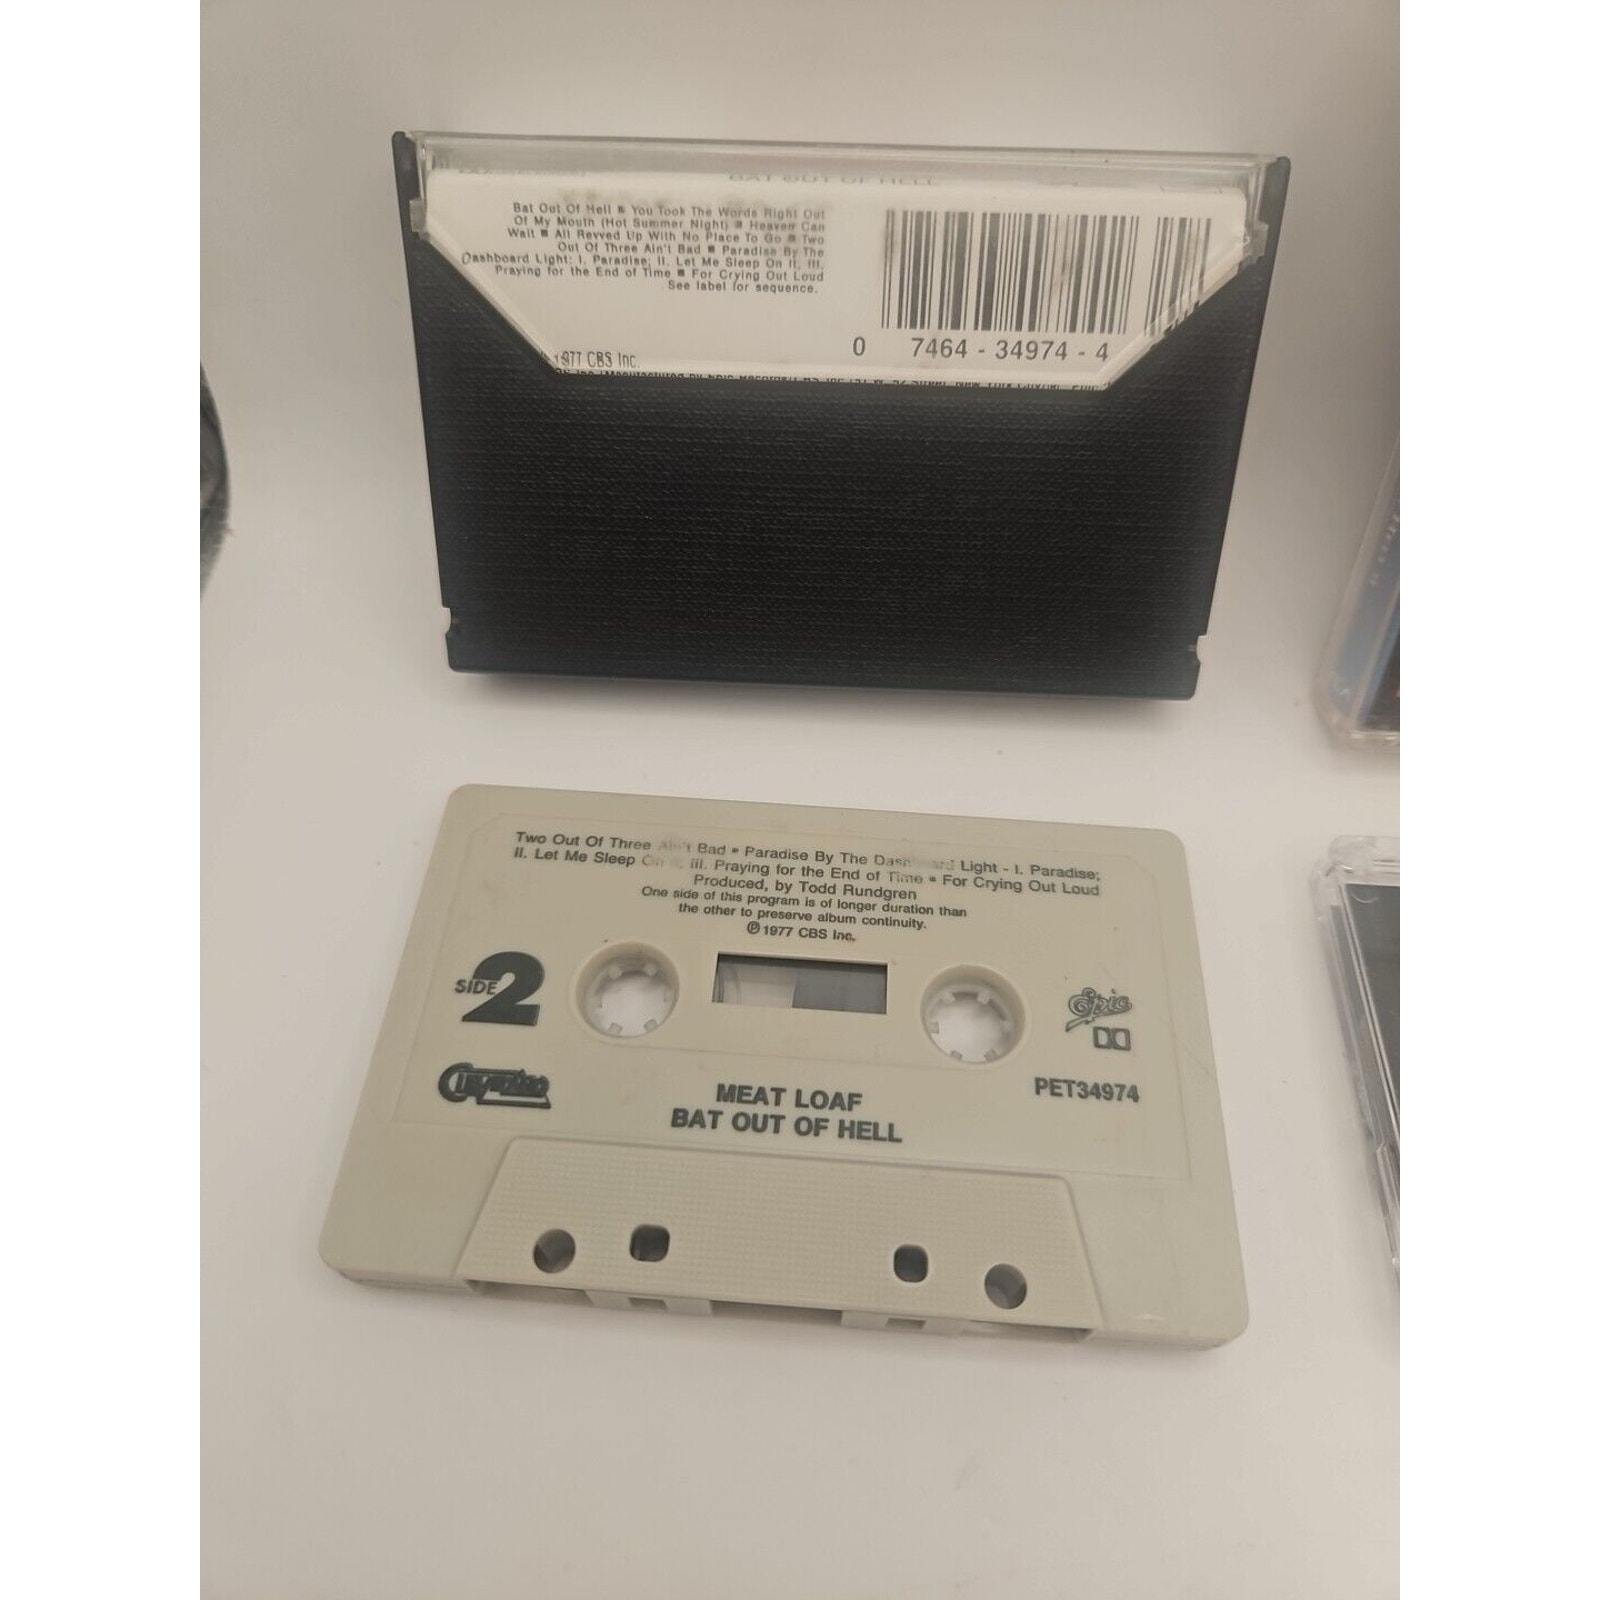 BAT OUT OF HELL
Bat Out Of Hell ■ You Took The Words Right Out
Of My Mouth (Hot Summer Night) ■ Heaven Can
Wait ■ All Revved Up With No Place To Go ■ Two
Out Of Three Ain't Bad ■ Paradise By The
Dashboard Light: I. Paradise; II. Let Me Sleep On It, III.
Praying for the End of Time ■ For Crying Out Loud
See label for sequence.
0 7464 - 34974 - 4
1977 CBS Inc.
Two Out Of Three Ain't Bad ■ Paradise By The Dashboard Light - I. Paradise;
II. Let Me Sleep On It; III. Praying for the End of Time ■ For Crying Out Loud
Produced, by Todd Rundgren
One side of this program is of longer duration than
the other to preserve album continuity.
℗ 1977 CBS Inc.
SIDE 2
Epic
Cleveland
PET34974
MEAT LOAF
BAT OUT OF HELL